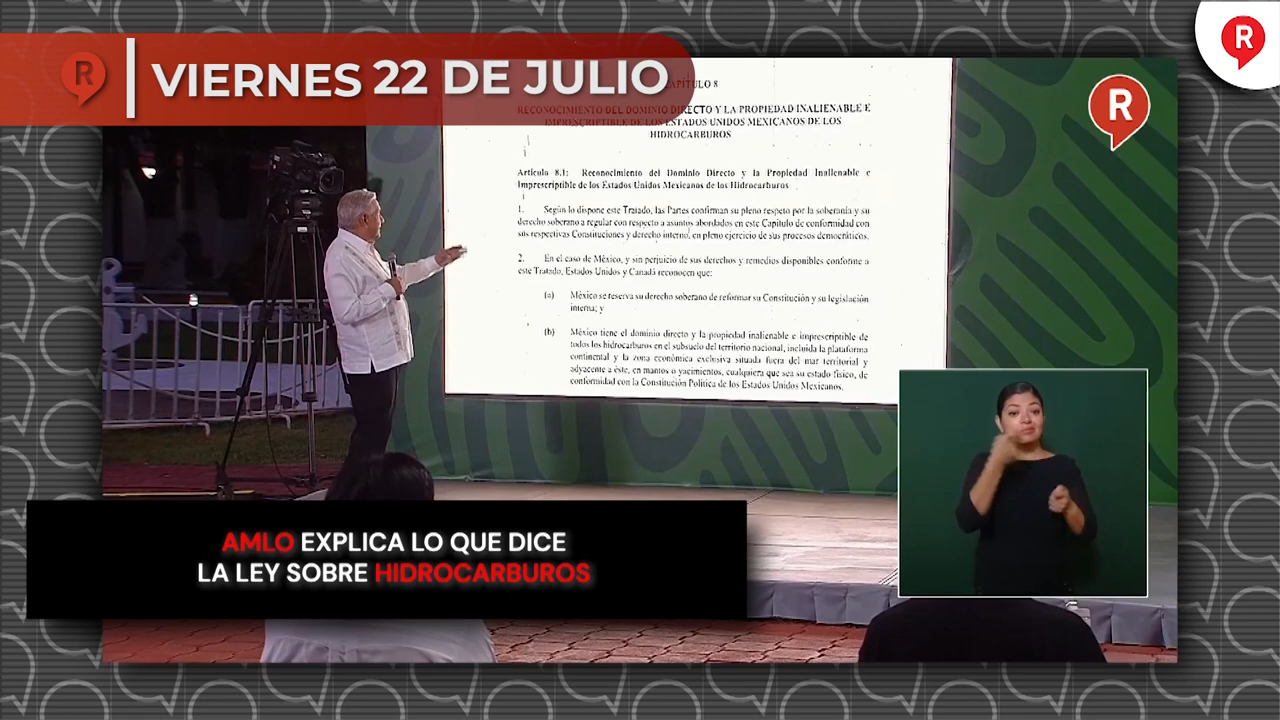 R
VIERNES 22 DE JULIO
R
R
CAPÍTULO 8
RECONOCIMIENTO DEL DOMINIO DIRECTO Y LA PROPIEDAD INALIENABLE E
IMPRESCRIPTIBLE DE LOS ESTADOS UNIDOS MEXICANOS DE LOS
HIDROCARBUROS
Artículo 8.1: Reconocimiento del Dominio Directo y la Propiedad Inalienable e
Imprescriptible de los Estados Unidos Mexicanos de los Hidrocarburos
1. Según lo dispone este Tratado, las Partes confirman su pleno respeto por la soberanía y su
derecho soberano a regular con respecto a asuntos abordados en este Capítulo de conformidad con
sus respectivas Constituciones y derecho interno, en pleno ejercicio de sus procesos democráticos.
2. En el caso de México, y sin perjuicio de sus derechos y remedios disponibles conforme a
este Tratado, Estados Unidos y Canadá reconocen que:
(a) México se reserva su derecho soberano de reformar su Constitución y su legislación
interna; y
(b) México tiene el dominio directo y la propiedad inalienable e imprescriptible de
todos los hidrocarburos en el subsuelo del territorio nacional, incluida la plataforma
continental y la zona económica exclusiva situada fuera del mar territorial y
adyacente a éste, en mantos o yacimientos, cualquiera que sea su estado físico, de
conformidad con la Constitución Política de los Estados Unidos Mexicanos.
AMLO EXPLICA LO QUE DICE
LA LEY SOBRE HIDROCARBUROS